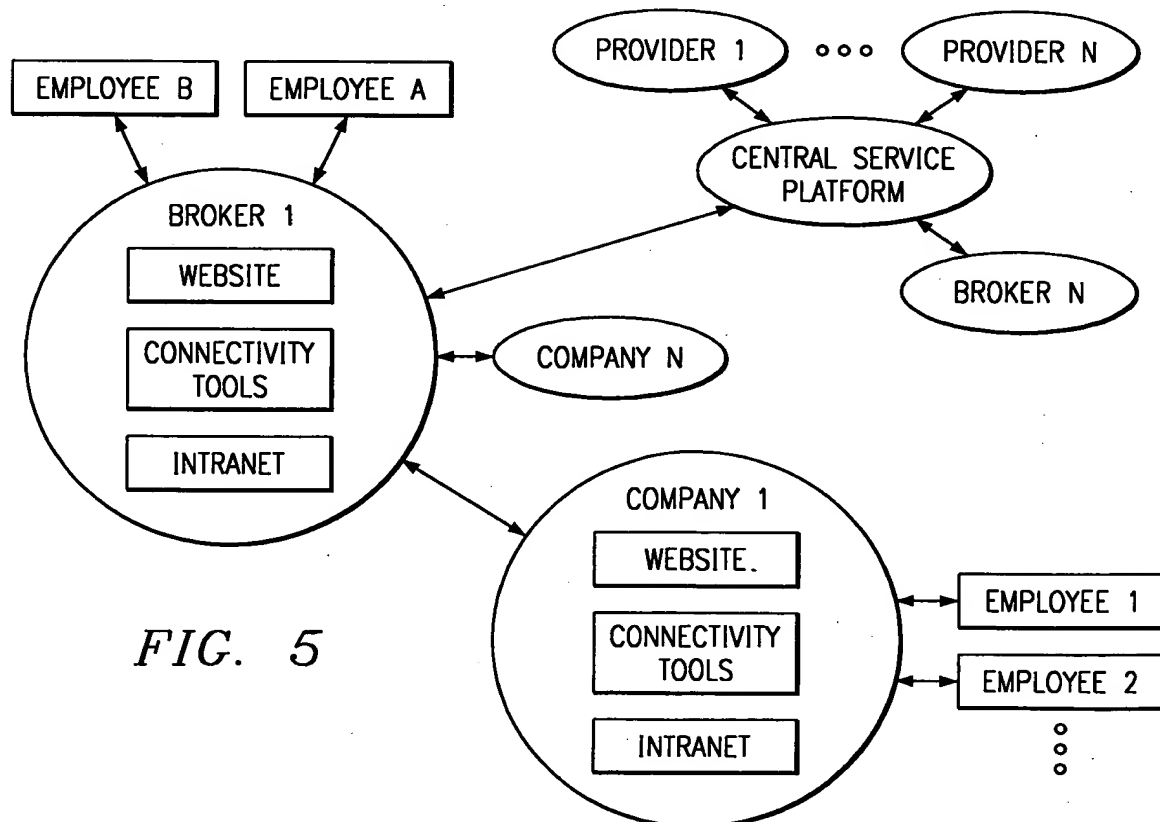 PROVIDER 1
PROVIDER N
EMPLOYEE B
EMPLOYEE A
CENTRAL SERVICE
PLATFORM
BROKER 1
WEBSITE
CONNECTIVITY
TOOLS
INTRANET
BROKER N
COMPANY N
COMPANY 1
WEBSITE.
CONNECTIVITY
TOOLS
INTRANET
EMPLOYEE 1
EMPLOYEE 2
FIG. 5